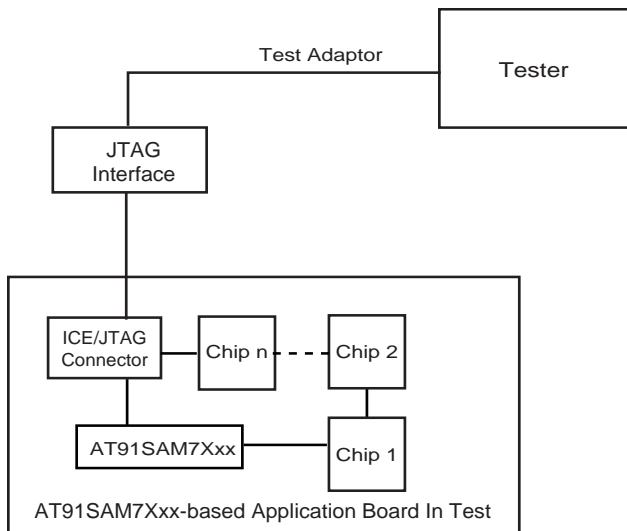 Test Adaptor
Tester
JTAG
Interface
ICE/JTAG
Connector
Chip n
Chip 2
AT91SAM7Xxx
Chip 1
AT91SAM7Xxx-based Application Board In Test